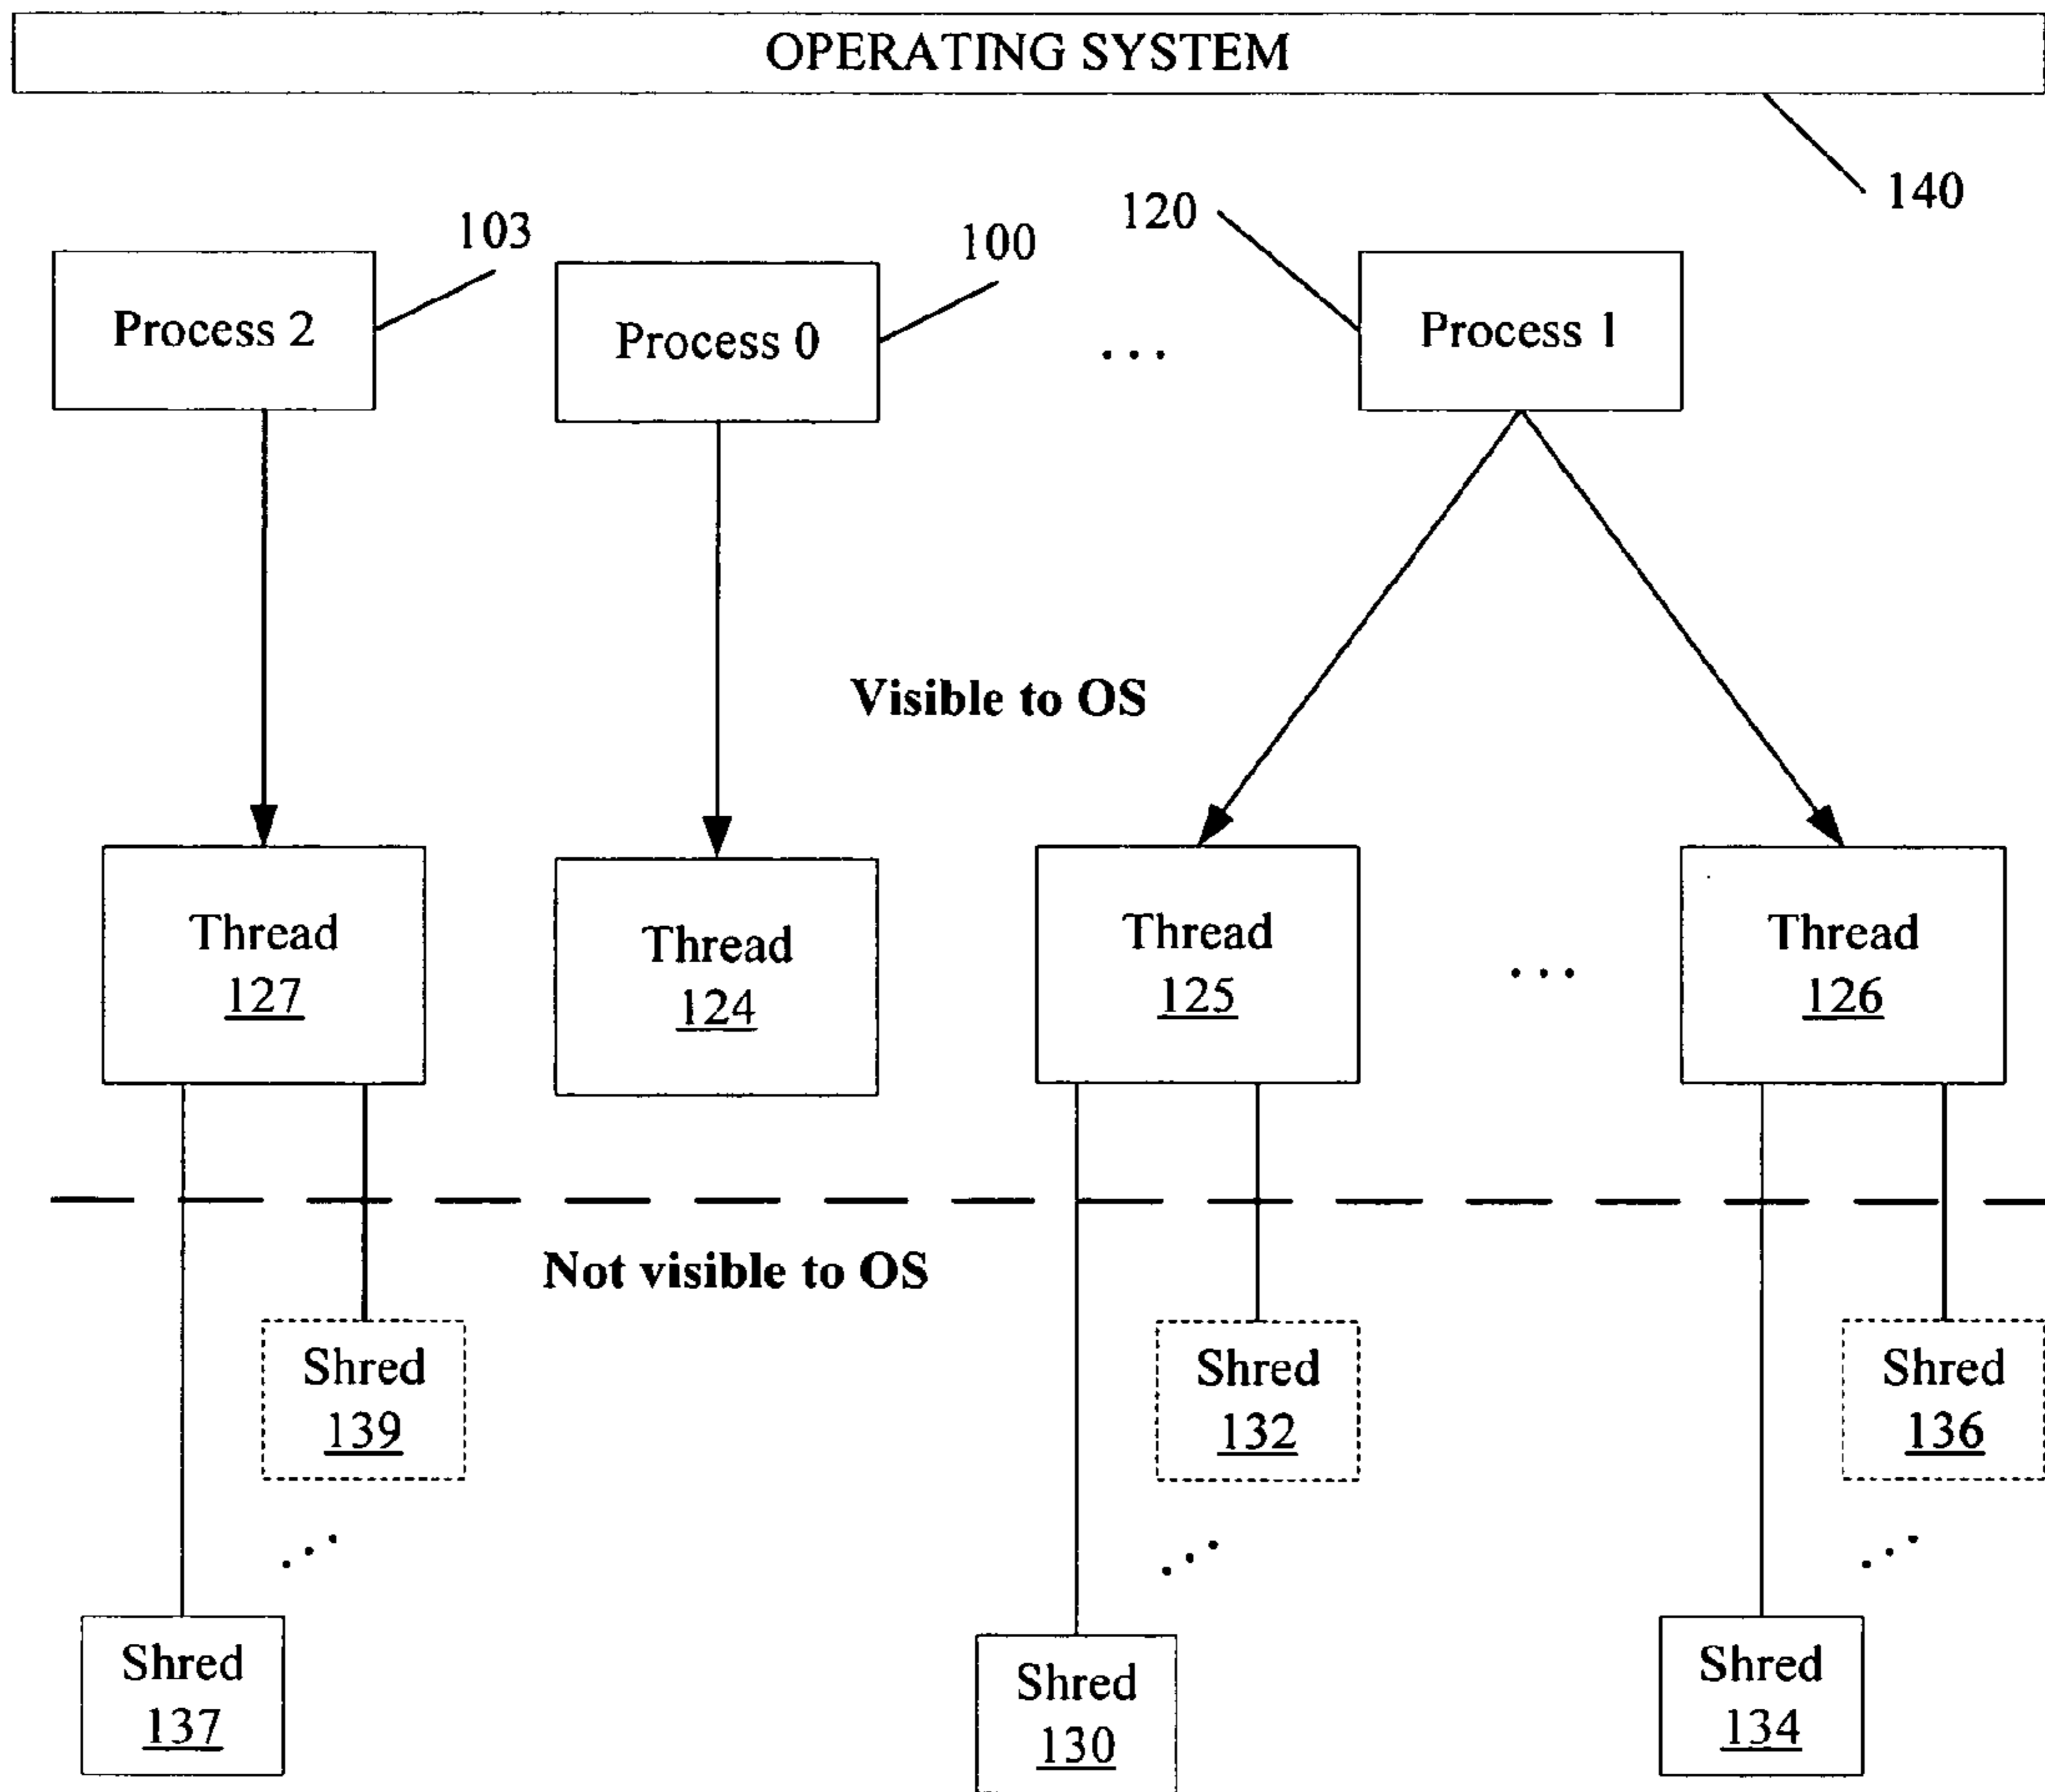 OPERATING SYSTEM
140
103
100
120
Process 2
Process 0
...
Process 1
Visible to OS
Thread
127
Thread
124
Thread
125
...
Thread
126
Not visible to OS
Shred
139
Shred
132
Shred
136
...
...
...
Shred
137
Shred
130
Shred
134